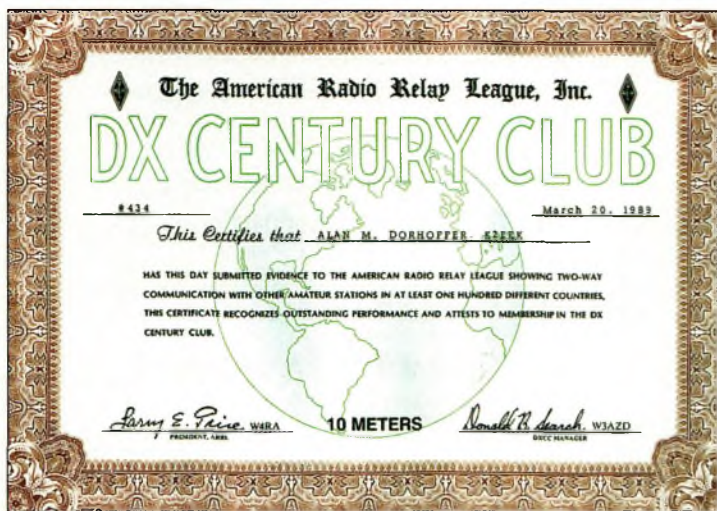 The American Radio Relay League, Inc.
DX CENTURY CLUB
#434
March 20, 1989
This Certifies that ALAN M. DORHOFFER K2EEK
HAS THIS DAY SUBMITTED EVIDENCE TO THE AMERICAN RADIO RELAY LEAGUE SHOWING TWO-WAY
COMMUNICATION WITH OTHER AMATEUR STATIONS IN AT LEAST ONE HUNDRED DIFFERENT COUNTRIES,
THIS CERTIFICATE RECOGNIZES OUTSTANDING PERFORMANCE AND ATTESTS TO MEMBERSHIP IN THE DX
CENTURY CLUB.
Larry E. Price W4RA
PRESIDENT, ARRL
10 METERS
Donald B. Search W3AZD
DXCC MANAGER